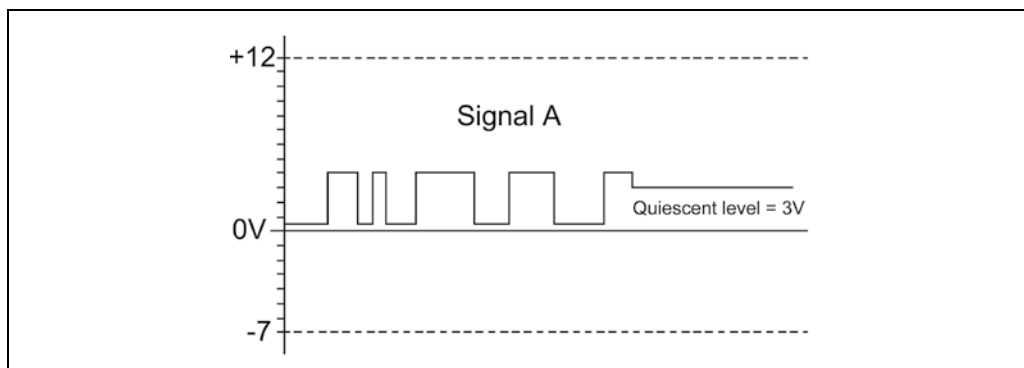 +12
Signal A
Quiescent level = 3V
0V
-7